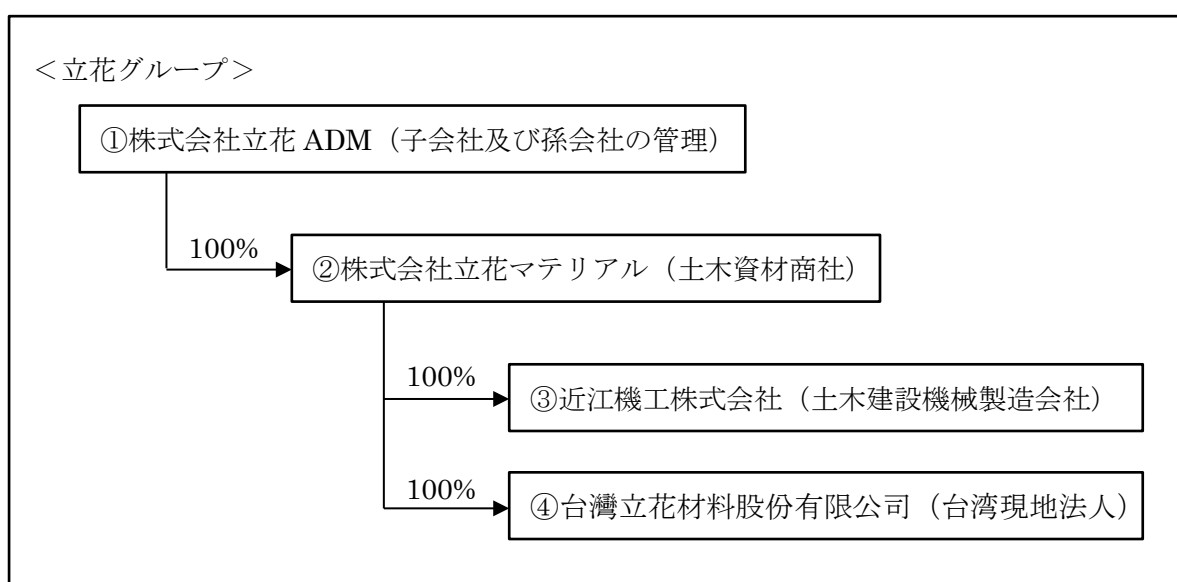 ＜立花グループ＞
①株式会社立花 ADM（子会社及び孫会社の管理）
100%
②株式会社立花マテリアル（土木資材商社）
100%
③近江機工株式会社（土木建設機械製造会社）
100%
④台灣立花材料股份有限公司（台湾現地法人）